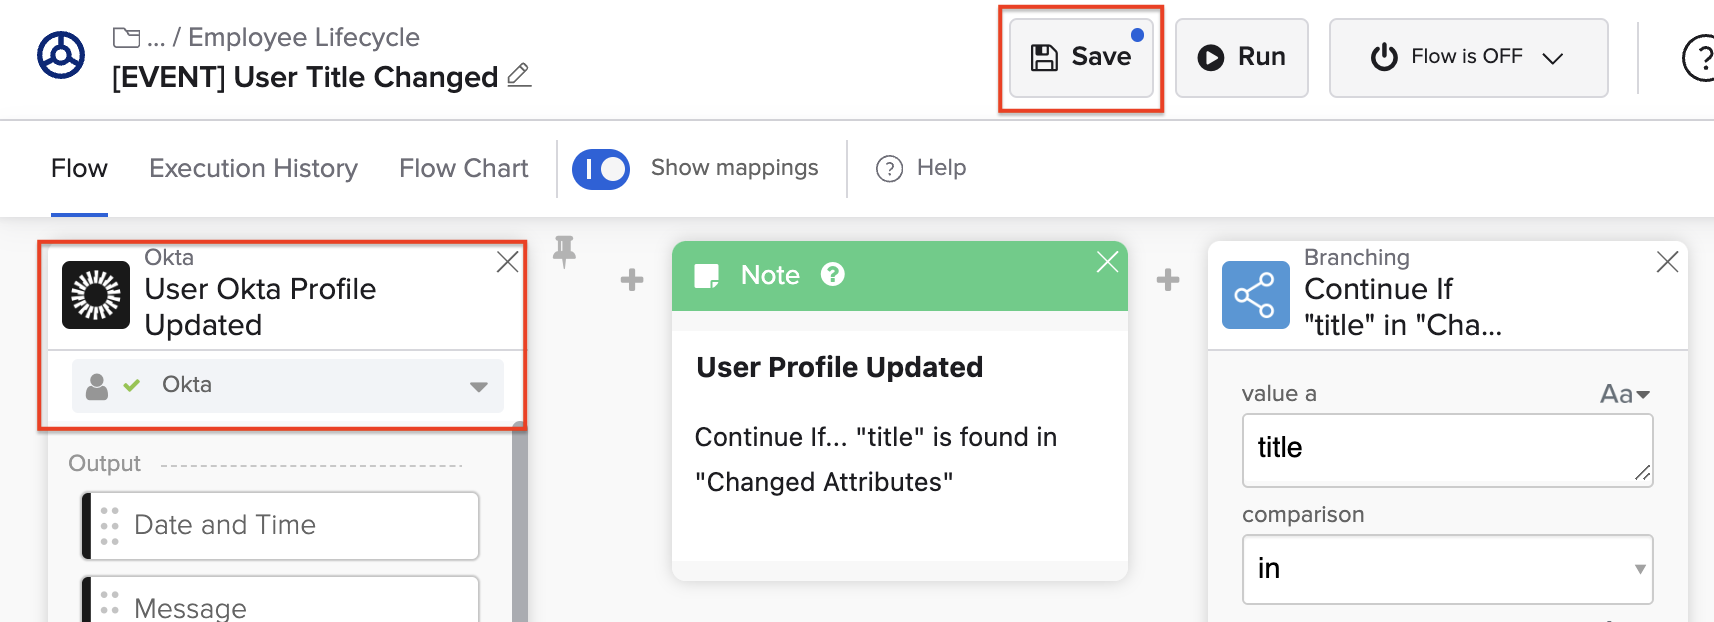 ... / Employee Lifecycle
[EVENT] User Title Changed
Save
Run
Flow is OFF
?
Flow
Execution History
Flow Chart
Show mappings
? Help
Okta
User Okta Profile
Updated
Okta
Output
Date and Time
Message
Note ?
User Profile Updated
Continue If... "title" is found in
"Changed Attributes"
Branching
Continue If
"title" in "Cha...
value a
Aa
title
comparison
in